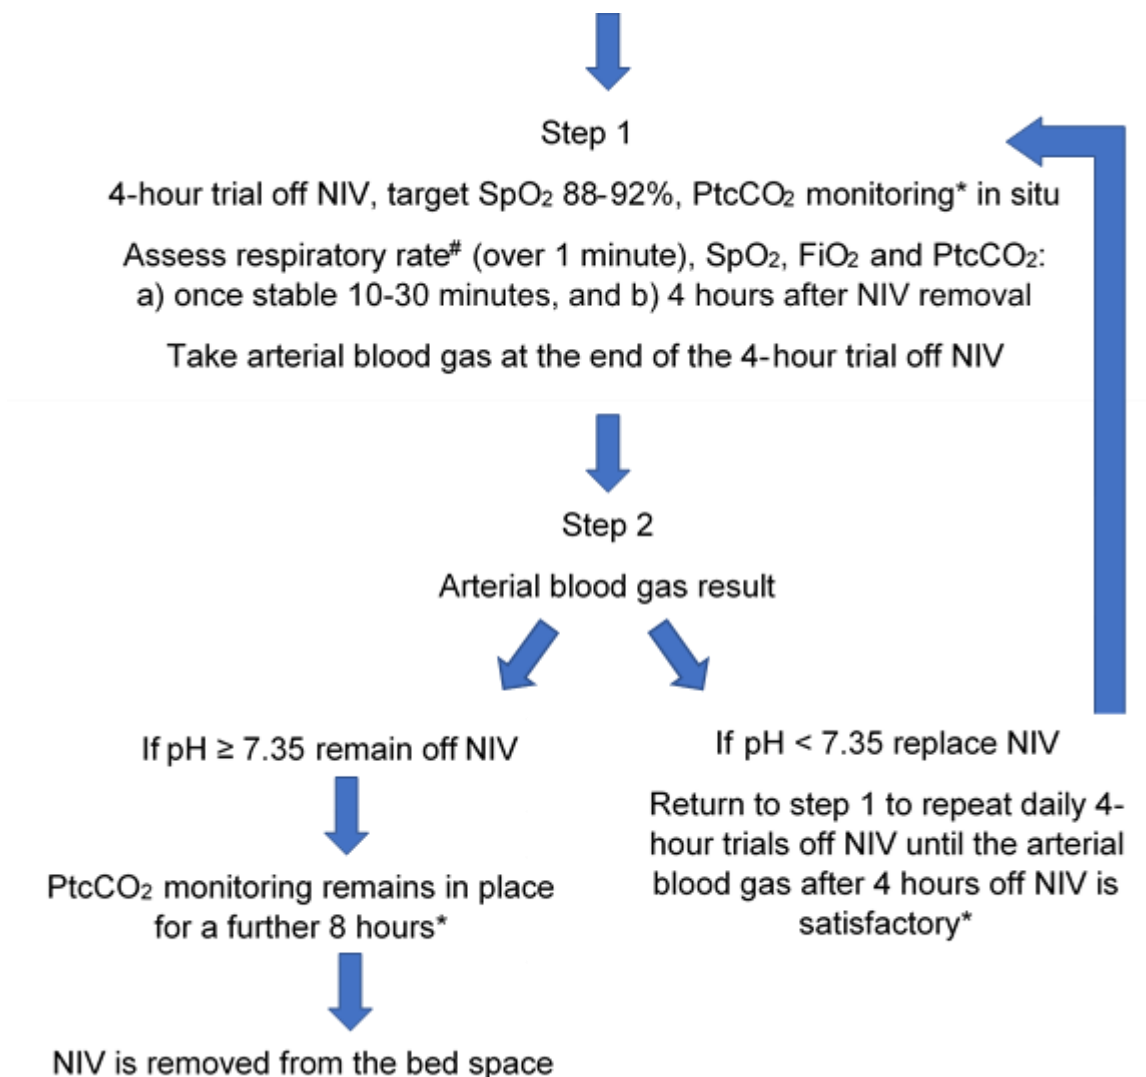 Step 1
4-hour trial off NIV, target SpO₂ 88-92%, PtcCO₂ monitoring* in situ
Assess respiratory rate# (over 1 minute), SpO₂, FiO₂ and PtcCO₂:
a) once stable 10-30 minutes, and b) 4 hours after NIV removal
Take arterial blood gas at the end of the 4-hour trial off NIV
Step 2
Arterial blood gas result
If pH ≥ 7.35 remain off NIV
PtcCO₂ monitoring remains in place
for a further 8 hours*
NIV is removed from the bed space
If pH < 7.35 replace NIV
Return to step 1 to repeat daily 4-
hour trials off NIV until the arterial
blood gas after 4 hours off NIV is
satisfactory*